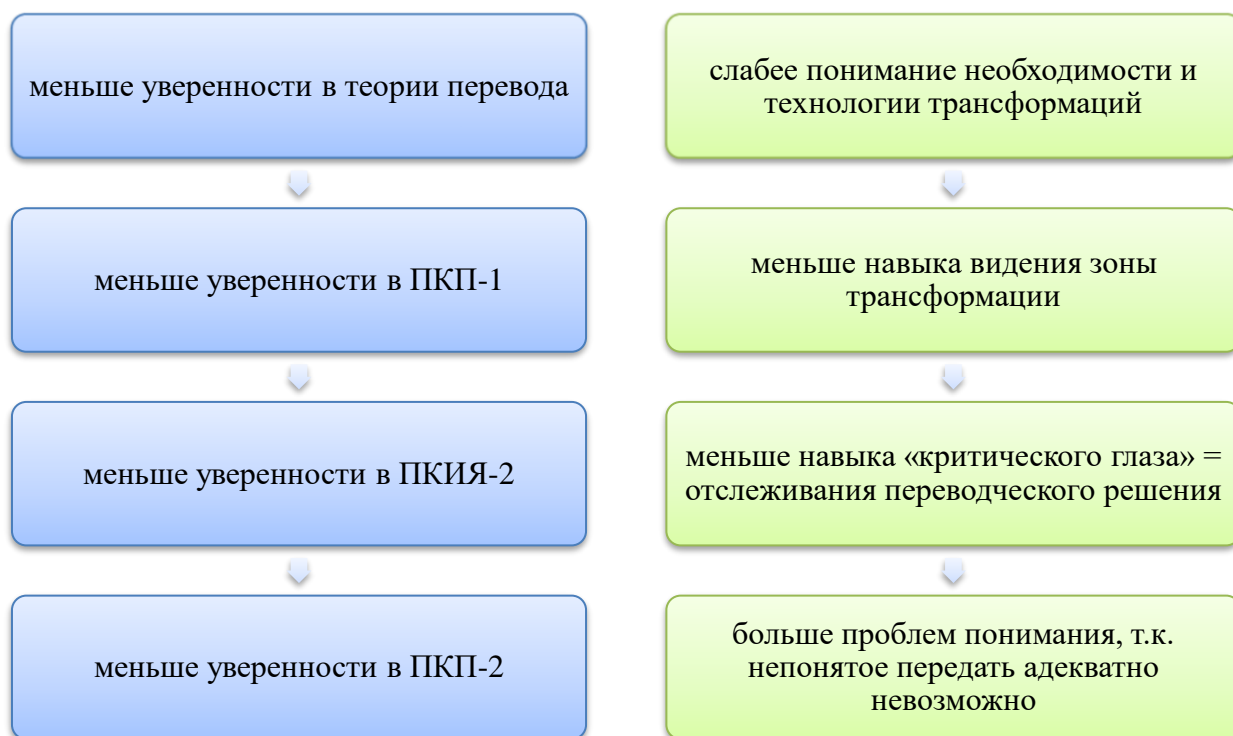 меньше уверенности в теории перевода
меньше уверенности в ПКП-1
меньше уверенности в ПКИЯ-2
меньше уверенности в ПКП-2
слабее понимание необходимости и
технологии трансформаций
меньше навыка видения зоны
трансформации
меньше навыка «критического глаза» =
отслеживания переводческого решения
больше проблем понимания, т.к.
непонятое передать адекватно
невозможно